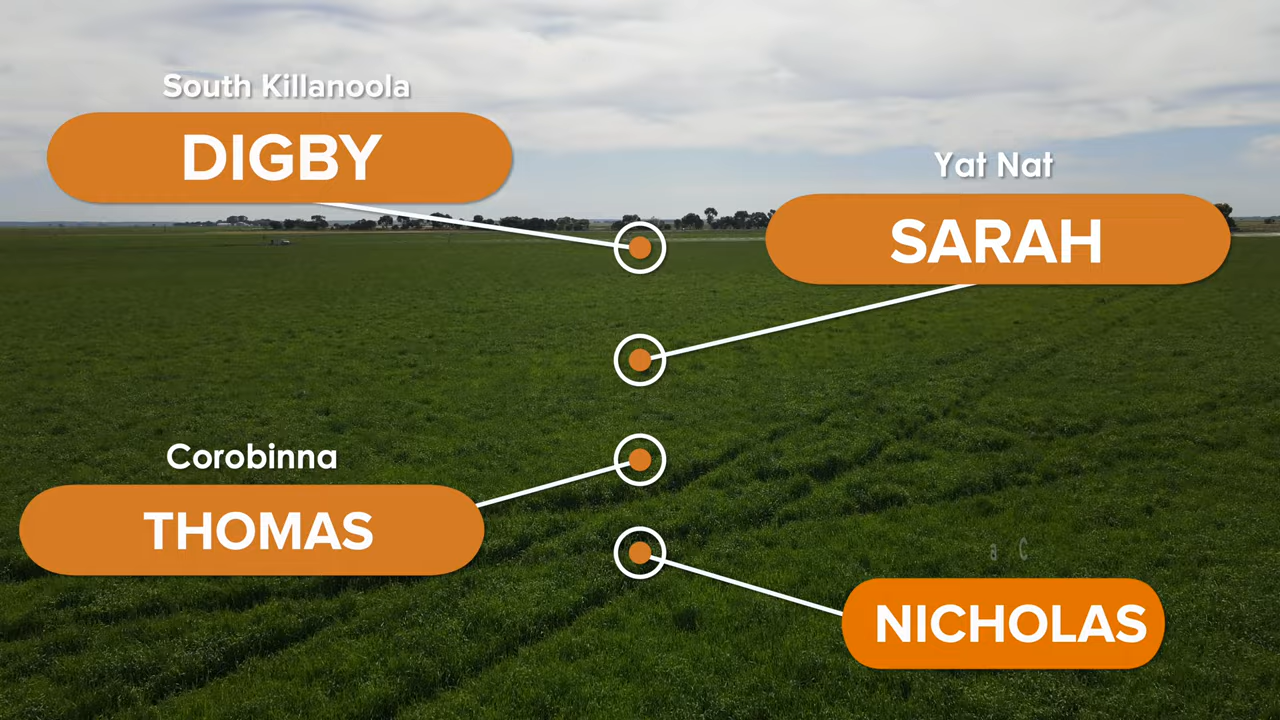 South Killanoola
DIGBY
Yat Nat
SARAH
Corobinna
THOMAS
NICHOLAS